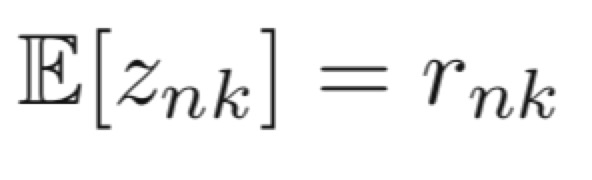 𝔼[z_{nk}] = r_{nk}